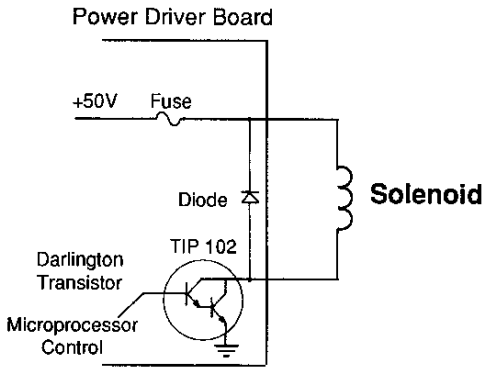 Power Driver Board
+50V
Fuse
Diode
Solenoid
TIP 102
Darlington
Transistor
Microprocessor
Control